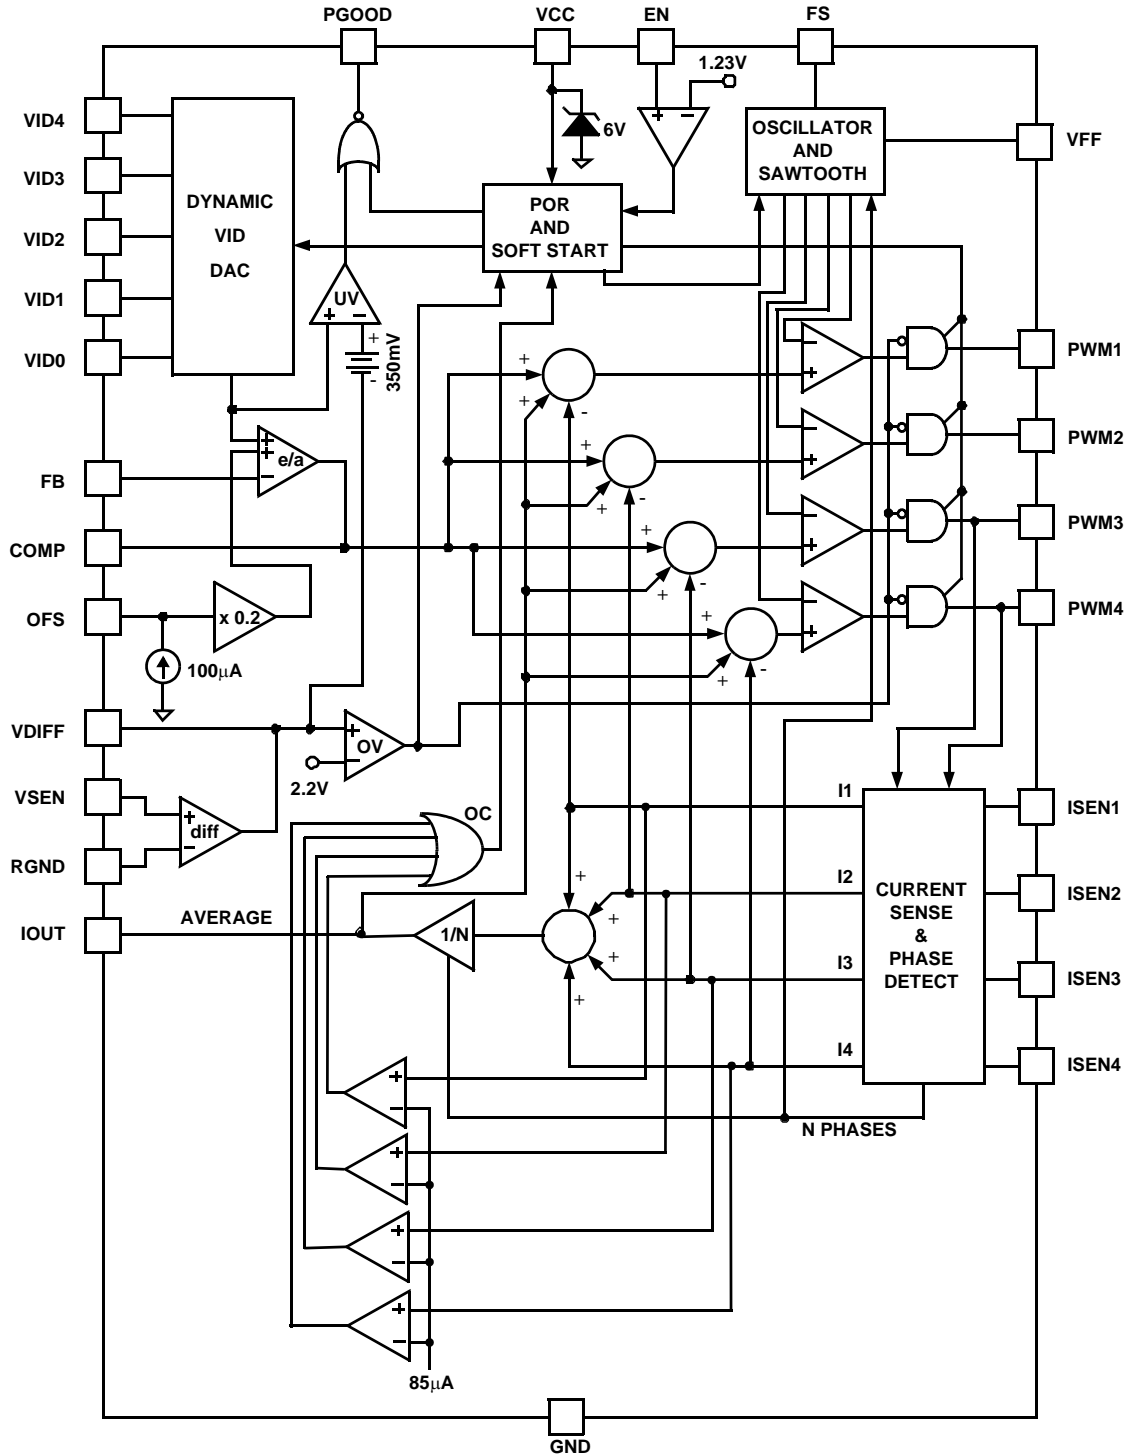 PGOOD
VCC
EN
FS
1.23V
VID4
VID3
VID2
VID1
VID0
DYNAMIC
VID
DAC
6V
+
−
OSCILLATOR
AND
SAWTOOTH
VFF
POR
AND
SOFT START
UV
+
−
+
-
350mV
FB
+
+
−
e/a
COMP
OFS
x 0.2
100μA
+
+
-
+
+
-
+
+
-
+
+
-
−
+
−
+
−
+
−
+
PWM1
PWM2
PWM3
PWM4
VDIFF
+
−
OV
2.2V
VSEN
RGND
+
−
diff
OC
IOUT
AVERAGE
1/N
+
+
+
+
I1
I2
I3
I4
CURRENT
SENSE
&
PHASE
DETECT
ISEN1
ISEN2
ISEN3
ISEN4
N PHASES
+
−
+
−
+
−
+
−
85μA
GND